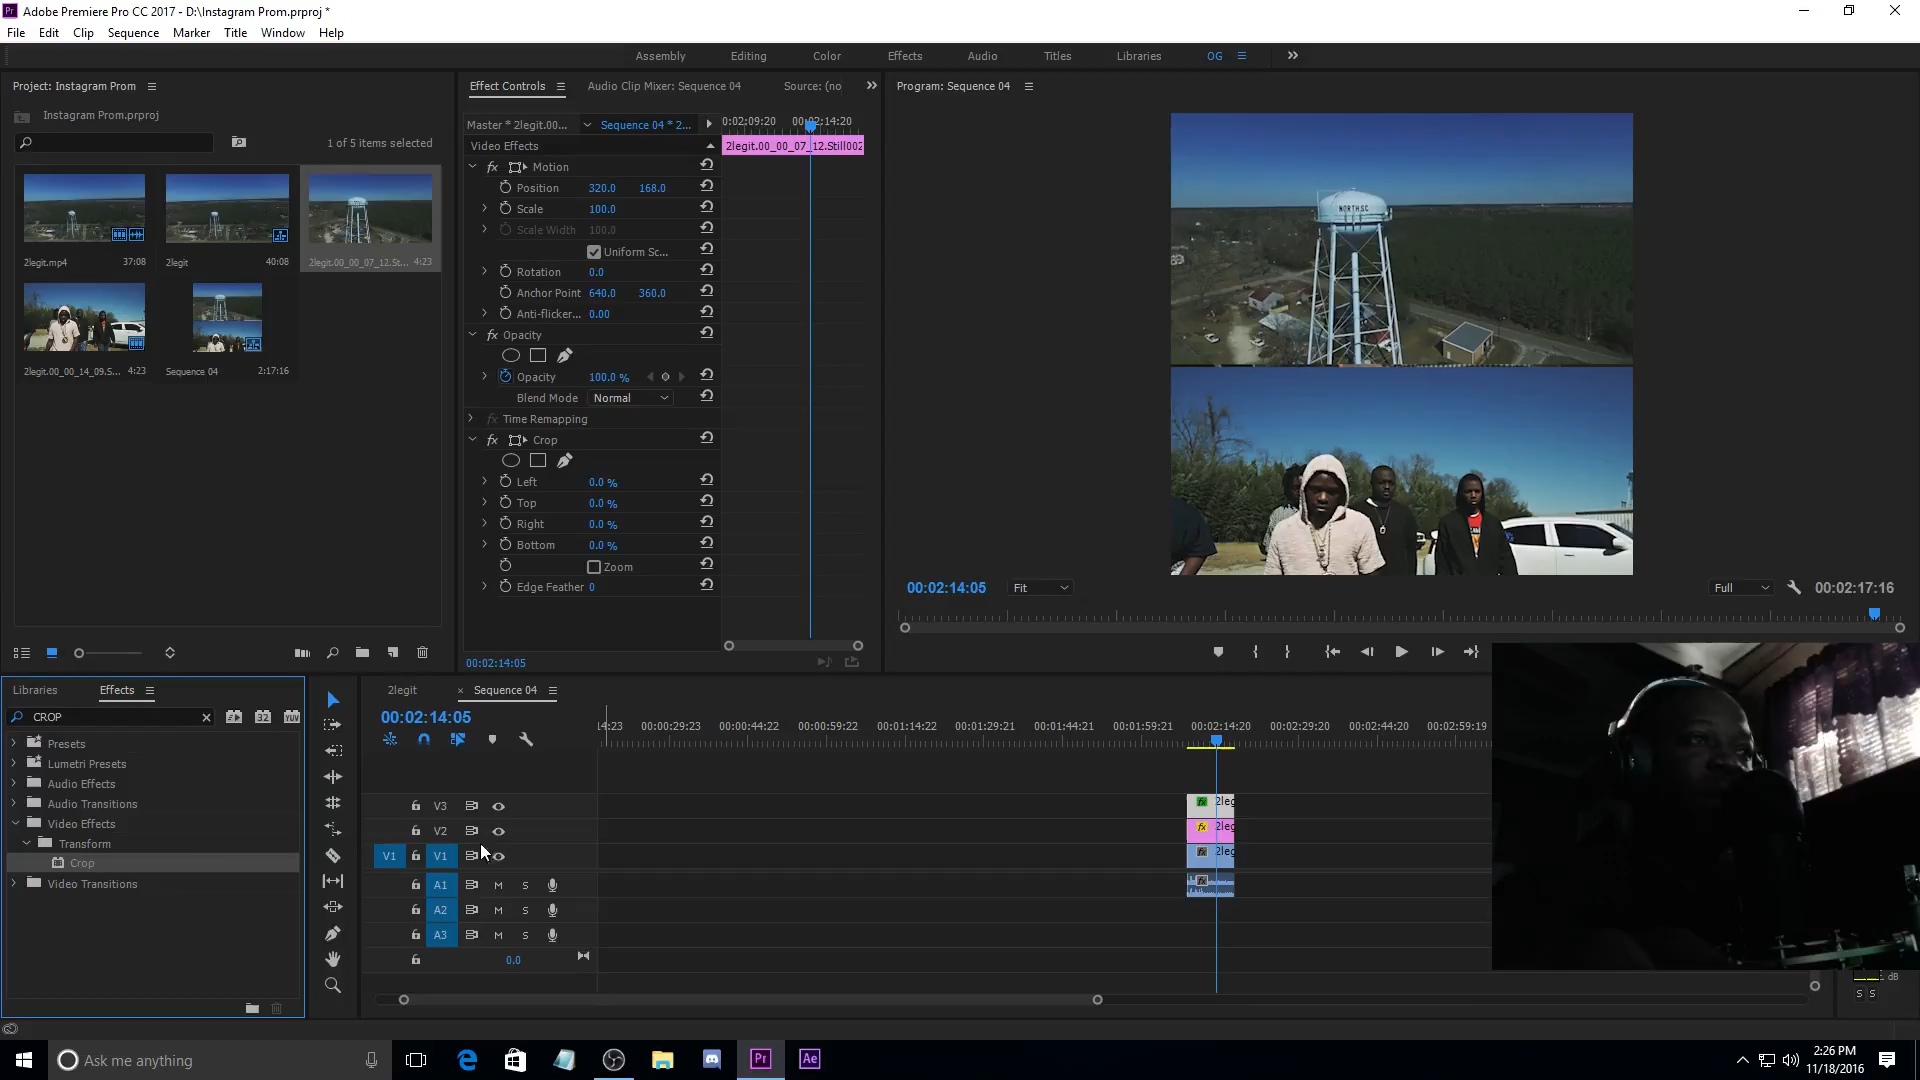 Adobe Premiere Pro CC 2017 - D:\Instagram Prom.prproj *
File Edit Clip Sequence Marker Title Window Help
Assembly Editing Color Effects Audio Titles Libraries OG
Project: Instagram Prom
Instagram Prom.prproj
1 of 5 items selected
2legit.mp4 37:08
2legit 40:08
2legit.00_00_07_12.St... 4:23
2legit.00_00_14_09.S... 4:23
Sequence 04 2:17:16
Effect Controls Audio Clip Mixer: Sequence 04 Source: (no
Master * 2legit.00... Sequence 04 * 2...
0:02;09:20 00:02:14:20
Video Effects
2legit.00_00_07_12.Still002
fx Motion
Position 320.0 168.0
Scale 100.0
Scale Width 100.0
Uniform Sc...
Rotation 0.0
Anchor Point 640.0 360.0
Anti-flicker... 0.00
fx Opacity
Opacity 100.0 %
Blend Mode Normal
fx Time Remapping
fx Crop
Left 0.0 %
Top 0.0 %
Right 0.0 %
Bottom 0.0 %
Zoom
Edge Feather 0
00:02:14:05
Program: Sequence 04
NORTH SC
00:02:14:05 Fit Full 00:02:17:16
Libraries Effects
CROP
32 YUV
Presets
Lumetri Presets
Audio Effects
Audio Transitions
Video Effects
Transform
Crop
Video Transitions
2legit × Sequence 04
00:02:14:05
14:23 00:00:29:23 00:00:44:22 00:00:59:22 00:01:14:22 00:01:29:21 00:01:44:21 00:01:59:21 00:02:14:20 00:02:29:20 00:02:44:20 00:02:59:19
V3 fx 2leg
V2 fx 2leg
V1 V1 fx 2leg
A1 M S fx
A2 M S
A3 M S
0.0
dB
S S
Ask me anything
Pr Ae
2:26 PM
11/18/2016